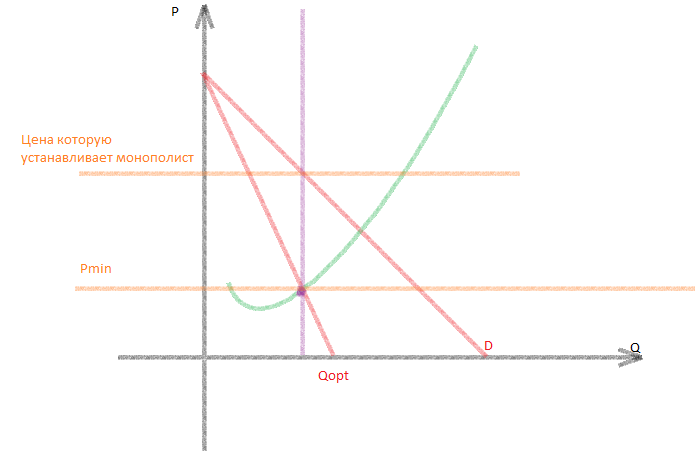 P
Цена которую
устанавливает монополист
Pmin
Q
D
Qopt